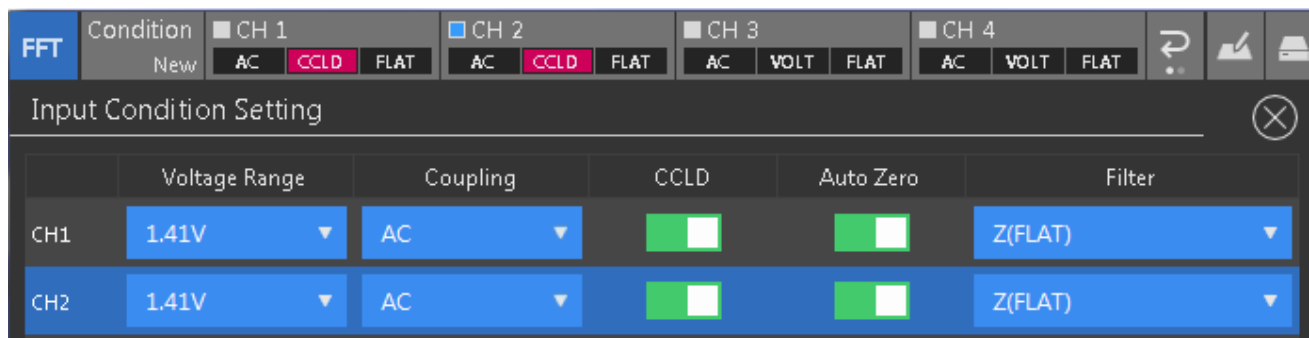 FFT Condition New CH 1 CH 2 CH 3 CH 4
AC CCLD FLAT AC CCLD FLAT AC VOLT FLAT AC VOLT FLAT
Input Condition Setting
Voltage Range Coupling CCLD Auto Zero Filter
CH1 1.41V AC Z(FLAT)
CH2 1.41V AC Z(FLAT)